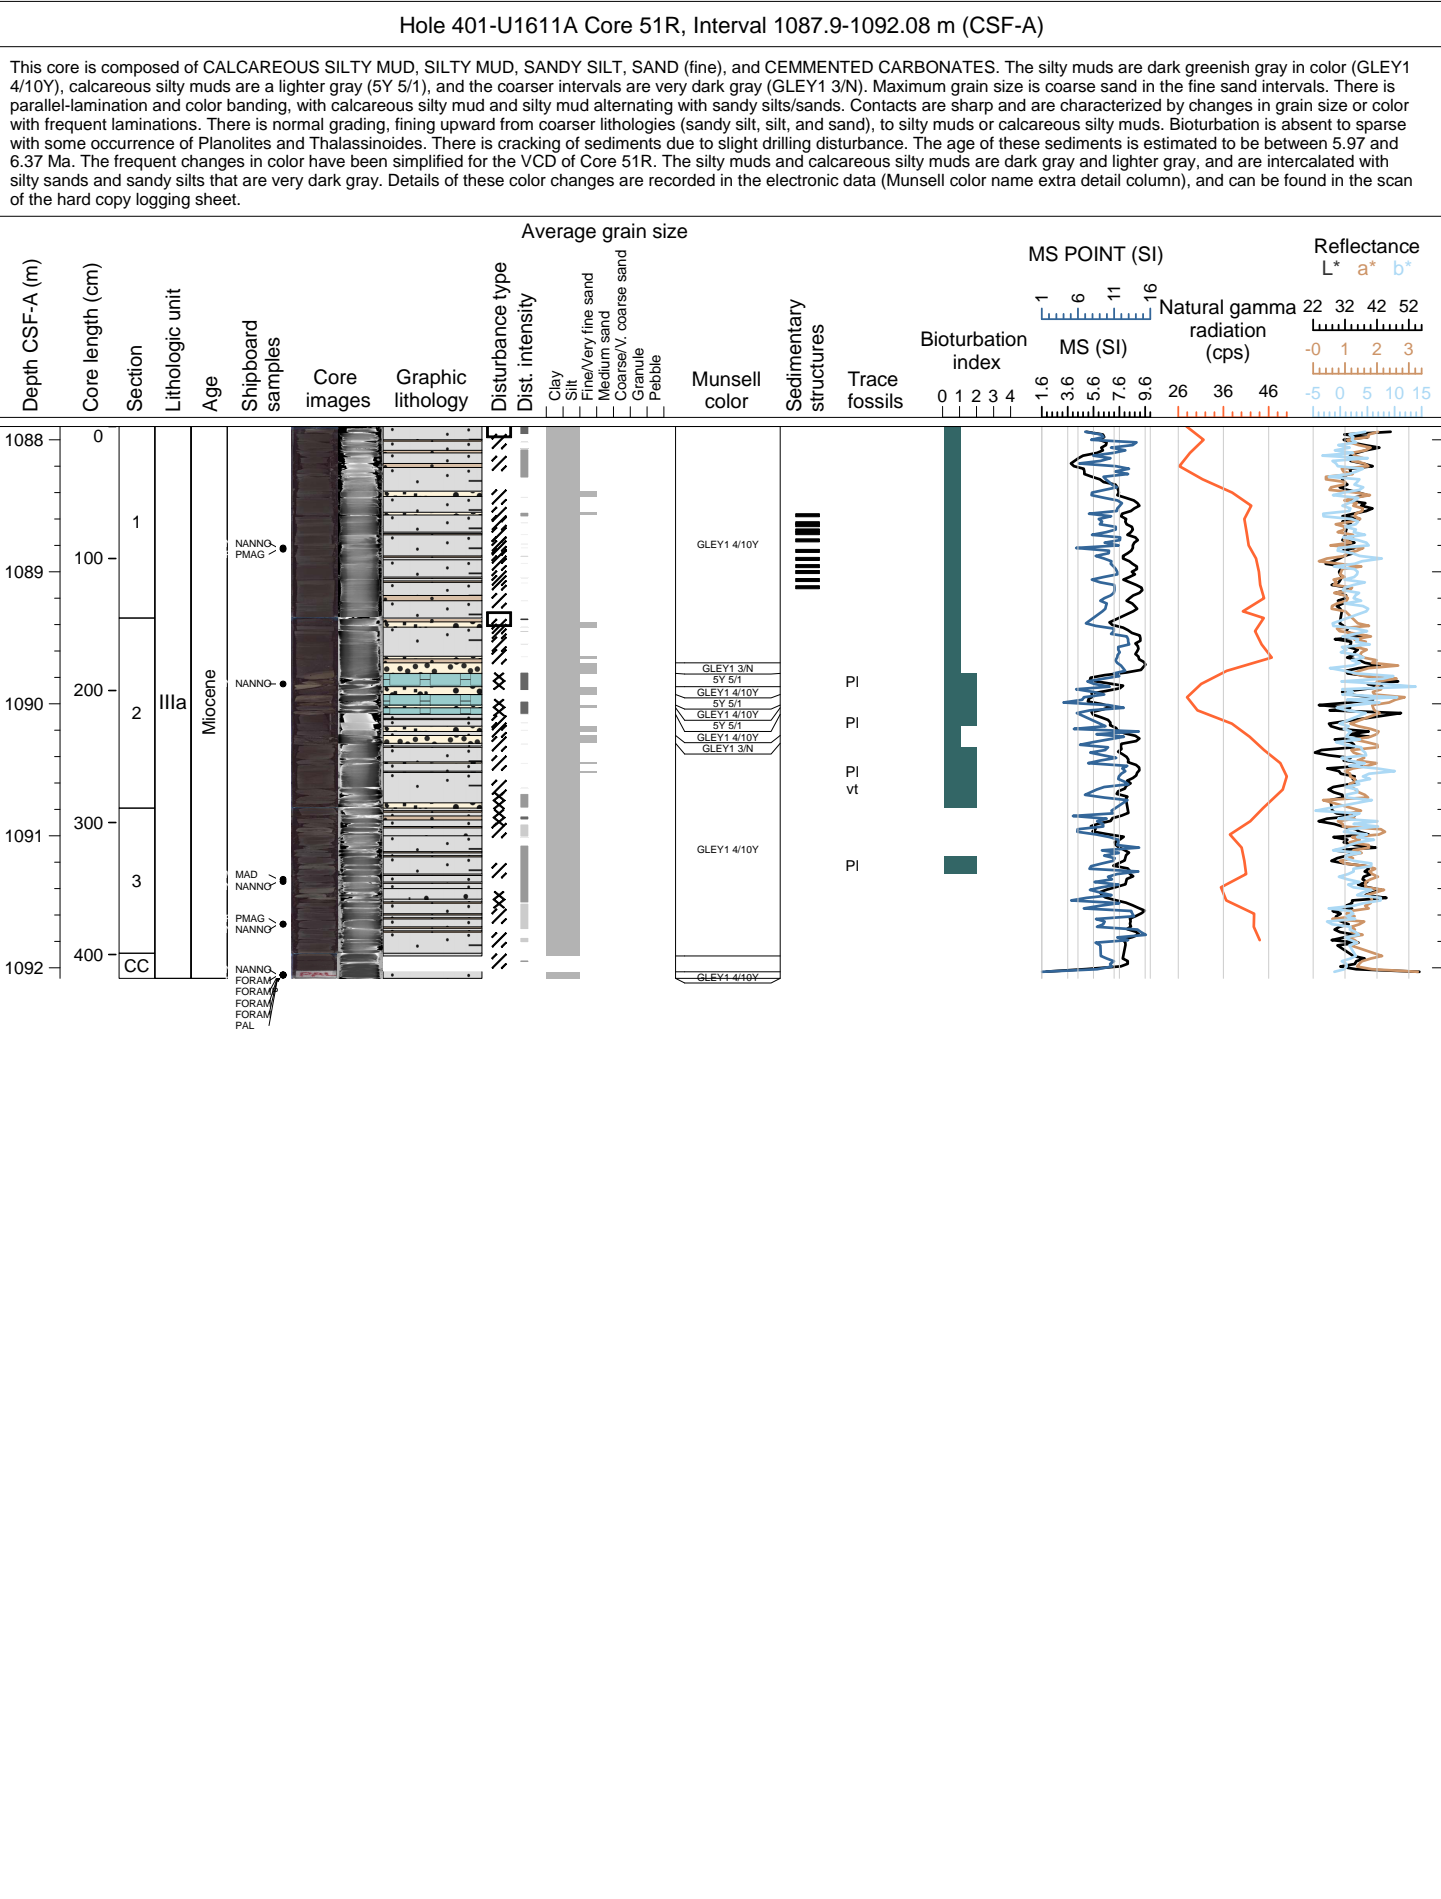 Hole 401-U1611A Core 51R, Interval 1087.9-1092.08 m (CSF-A)
This core is composed of CALCAREOUS SILTY MUD, SILTY MUD, SANDY SILT, SAND (fine), and CEMMENTED CARBONATES. The silty muds are dark greenish gray in color (GLEY1
4/10Y), calcareous silty muds are a lighter gray (5Y 5/1), and the coarser intervals are very dark gray (GLEY1 3/N). Maximum grain size is coarse sand in the fine sand intervals. There is
parallel-lamination and color banding, with calcareous silty mud and silty mud alternating with sandy silts/sands. Contacts are sharp and are characterized by changes in grain size or color
with frequent laminations. There is normal grading, fining upward from coarser lithologies (sandy silt, silt, and sand), to silty muds or calcareous silty muds. Bioturbation is absent to sparse
with some occurrence of Planolites and Thalassinoides. There is cracking of sediments due to slight drilling disturbance. The age of these sediments is estimated to be between 5.97 and
6.37 Ma. The frequent changes in color have been simplified for the VCD of Core 51R. The silty muds and calcareous silty muds are dark gray and lighter gray, and are intercalated with
silty sands and sandy silts that are very dark gray. Details of these color changes are recorded in the electronic data (Munsell color name extra detail column), and can be found in the scan
of the hard copy logging sheet.
Depth CSF-A (m)
Core length (cm)
Section
Lithologic unit
Age
Shipboard
samples
Core
images
Graphic
lithology
Disturbance type
Dist. intensity
Average grain size
Clay
Silt
Fine/Very fine sand
Medium sand
Coarse/V. coarse sand
Granule
Pebble
Munsell
color
Sedimentary
structures
Trace
fossils
Bioturbation
index
0 1 2 3 4
MS POINT (SI)
1 6 11 16
MS (SI)
1.6 3.6 5.6 7.6 9.6
Natural gamma
radiation
(cps)
26 36 46
Reflectance
L* a* b*
22 32 42 52
-0 1 2 3
-5 0 5 10 15
1088
1089
1090
1091
1092
0
100
200
300
400
1
2
3
CC
IIIa
Miocene
NANNO
PMAG
NANNO
MAD
NANNO
PMAG
NANNO
NANNO
FORAM
FORAM
FORAM
FORAM
PAL
PAL
GLEY1 4/10Y
GLEY1 3/N
5Y 5/1
GLEY1 4/10Y
5Y 5/1
GLEY1 4/10Y
5Y 5/1
GLEY1 4/10Y
GLEY1 3/N
GLEY1 4/10Y
GLEY1 4/10Y
Pl
Pl
Pl
vt
Pl